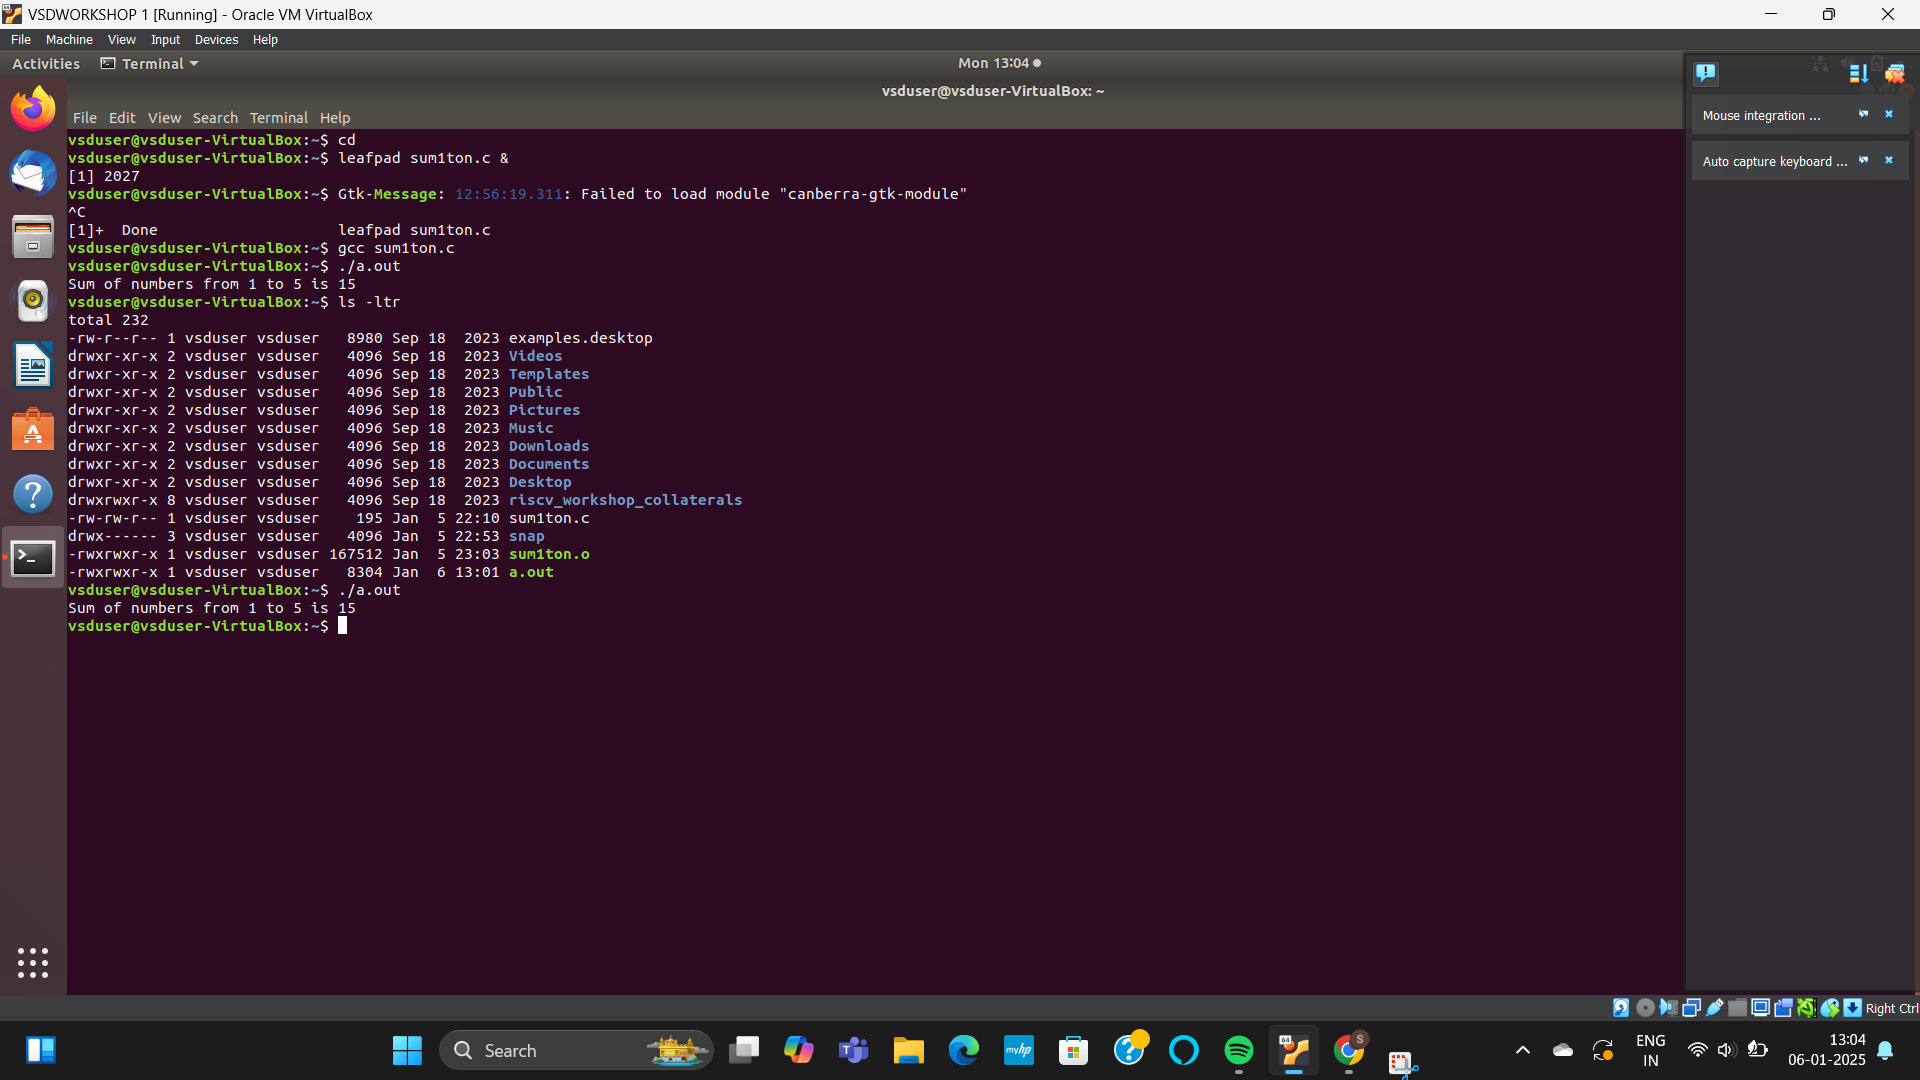 VSDWORKSHOP 1 [Running] - Oracle VM VirtualBox
File Machine View Input Devices Help
Activities Terminal Mon 13:04
vsduser@vsduser-VirtualBox: ~
File Edit View Search Terminal Help
vsduser@vsduser-VirtualBox:~$ cd
vsduser@vsduser-VirtualBox:~$ leafpad sum1ton.c &
[1] 2027
vsduser@vsduser-VirtualBox:~$ Gtk-Message: 12:56:19.311: Failed to load module "canberra-gtk-module"
^C
[1]+  Done                    leafpad sum1ton.c
vsduser@vsduser-VirtualBox:~$ gcc sum1ton.c
vsduser@vsduser-VirtualBox:~$ ./a.out
Sum of numbers from 1 to 5 is 15
vsduser@vsduser-VirtualBox:~$ ls -ltr
total 232
-rw-r--r-- 1 vsduser vsduser   8980 Sep 18  2023 examples.desktop
drwxr-xr-x 2 vsduser vsduser   4096 Sep 18  2023 Videos
drwxr-xr-x 2 vsduser vsduser   4096 Sep 18  2023 Templates
drwxr-xr-x 2 vsduser vsduser   4096 Sep 18  2023 Public
drwxr-xr-x 2 vsduser vsduser   4096 Sep 18  2023 Pictures
drwxr-xr-x 2 vsduser vsduser   4096 Sep 18  2023 Music
drwxr-xr-x 2 vsduser vsduser   4096 Sep 18  2023 Downloads
drwxr-xr-x 2 vsduser vsduser   4096 Sep 18  2023 Documents
drwxr-xr-x 2 vsduser vsduser   4096 Sep 18  2023 Desktop
drwxrwxr-x 8 vsduser vsduser   4096 Sep 18  2023 riscv_workshop_collaterals
-rw-rw-r-- 1 vsduser vsduser    195 Jan  5 22:10 sum1ton.c
drwx------ 3 vsduser vsduser   4096 Jan  5 22:53 snap
-rwxrwxr-x 1 vsduser vsduser 167512 Jan  5 23:03 sum1ton.o
-rwxrwxr-x 1 vsduser vsduser   8304 Jan  6 13:01 a.out
vsduser@vsduser-VirtualBox:~$ ./a.out
Sum of numbers from 1 to 5 is 15
vsduser@vsduser-VirtualBox:~$
Mouse integration ...
Auto capture keyboard ...
Right Ctrl
Search
myhp
64
S
ENG
IN
13:04
06-01-2025